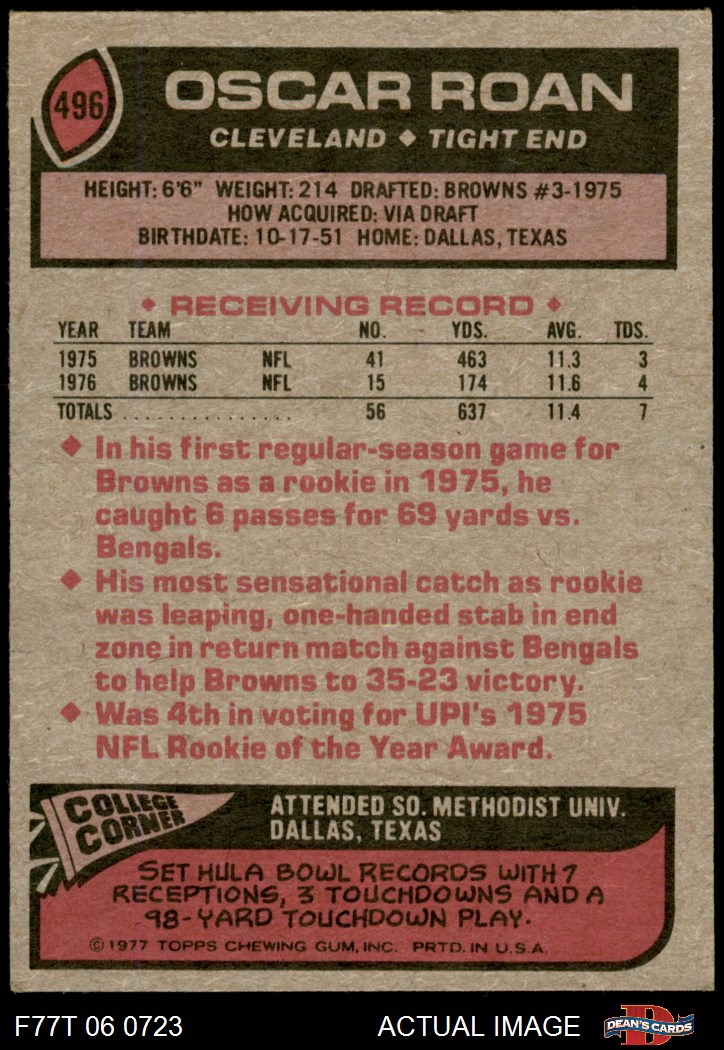 496
OSCAR ROAN
CLEVELAND ◆ TIGHT END
HEIGHT: 6'6" WEIGHT: 214 DRAFTED: BROWNS #3-1975
HOW ACQUIRED: VIA DRAFT
BIRTHDATE: 10-17-51 HOME: DALLAS, TEXAS
◆ RECEIVING RECORD ◆
YEAR TEAM NO. YDS. AVG. TDS.
1975 BROWNS NFL 41 463 11.3 3
1976 BROWNS NFL 15 174 11.6 4
TOTALS . . . . . . . . . . . . . . . 56 637 11.4 7
◆ In his first regular-season game for
Browns as a rookie in 1975, he
caught 6 passes for 69 yards vs.
Bengals.
◆ His most sensational catch as rookie
was leaping, one-handed stab in end
zone in return match against Bengals
to help Browns to 35-23 victory.
◆ Was 4th in voting for UPI's 1975
NFL Rookie of the Year Award.
COLLEGE
CORNER
ATTENDED SO. METHODIST UNIV.
DALLAS, TEXAS
SET HULA BOWL RECORDS WITH 7
RECEPTIONS, 3 TOUCHDOWNS AND A
98-YARD TOUCHDOWN PLAY.
© 1977 TOPPS CHEWING GUM, INC. PRTD. IN U.S.A.
F77T 06 0723 ACTUAL IMAGE
D
DEAN'S CARDS